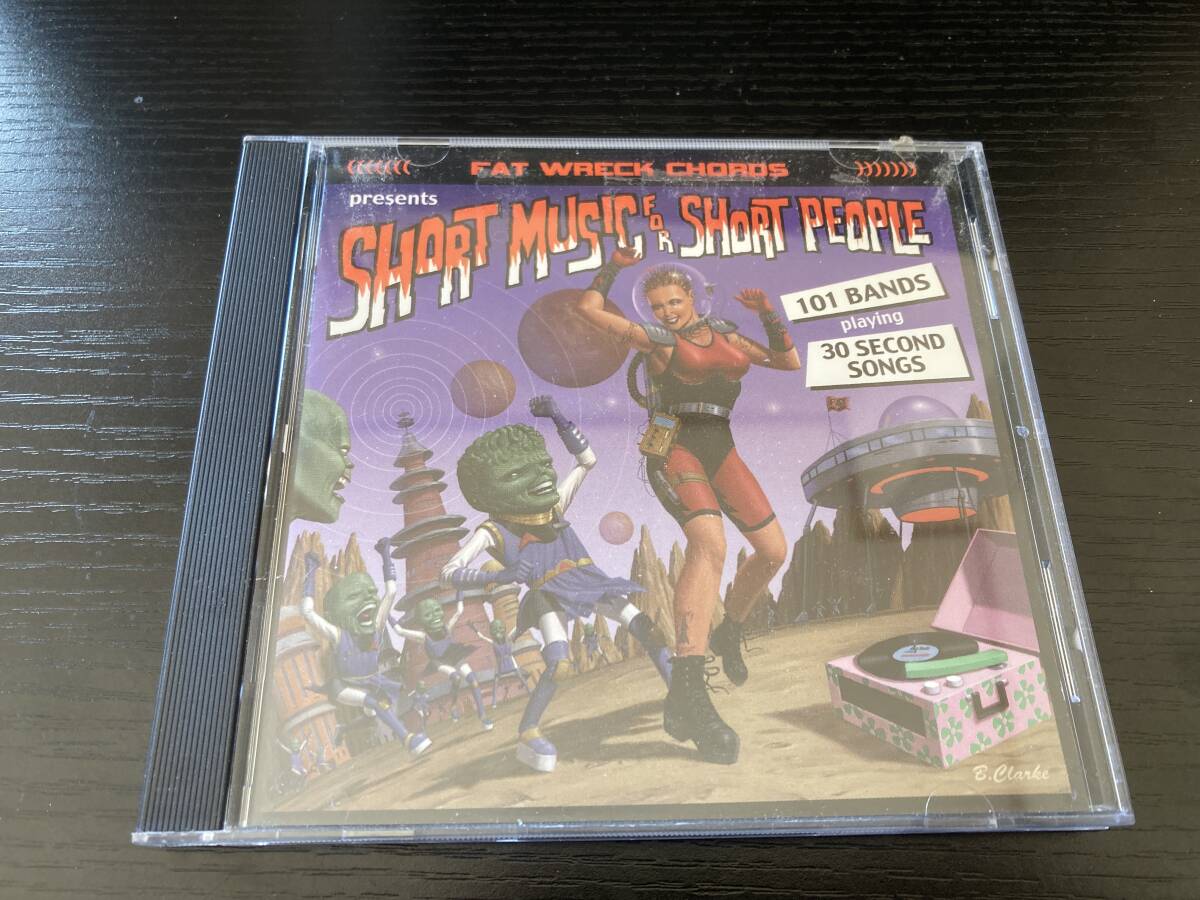 FAT WRECK CHORDS
presents
SHORT MUSIC FOR SHORT PEOPLE
101 BANDS
playing
30 SECOND
SONGS
B.Clarke